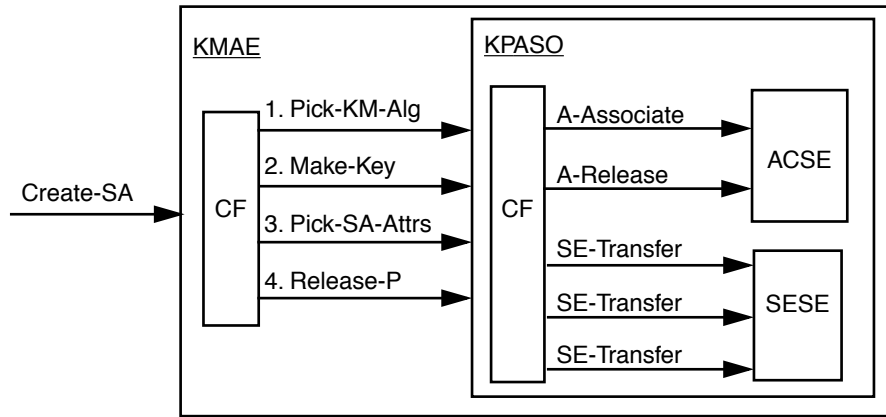 KMAE
KPASO
1. Pick-KM-Alg
A-Associate
ACSE
2. Make-Key
A-Release
Create-SA
CF
CF
3. Pick-SA-Attrs
SE-Transfer
4. Release-P
SE-Transfer
SESE
SE-Transfer